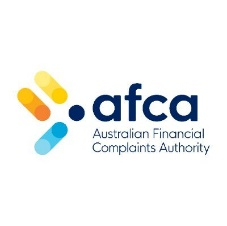 afca
Australian Financial
Complaints Authority